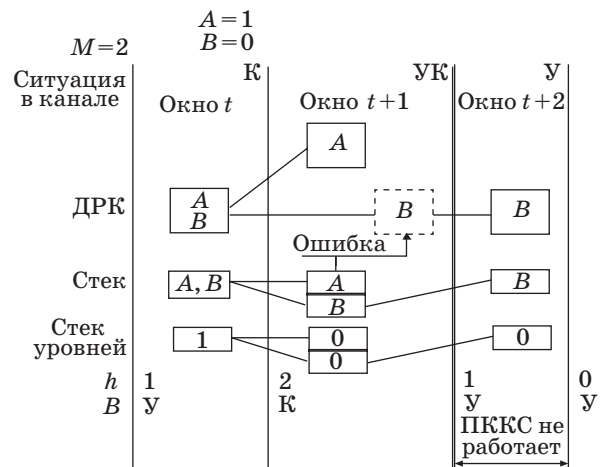 A=1
M=2 B=0
К УК У
Ситуация
в канале
Окно t Окно t+1 Окно t+2
A
ДРК A
B B B
Ошибка
Стек A, B A B
B
Стек
уровней 1 0 0
0
h 1 2 1 0
B У К У У
ПККС не
работает